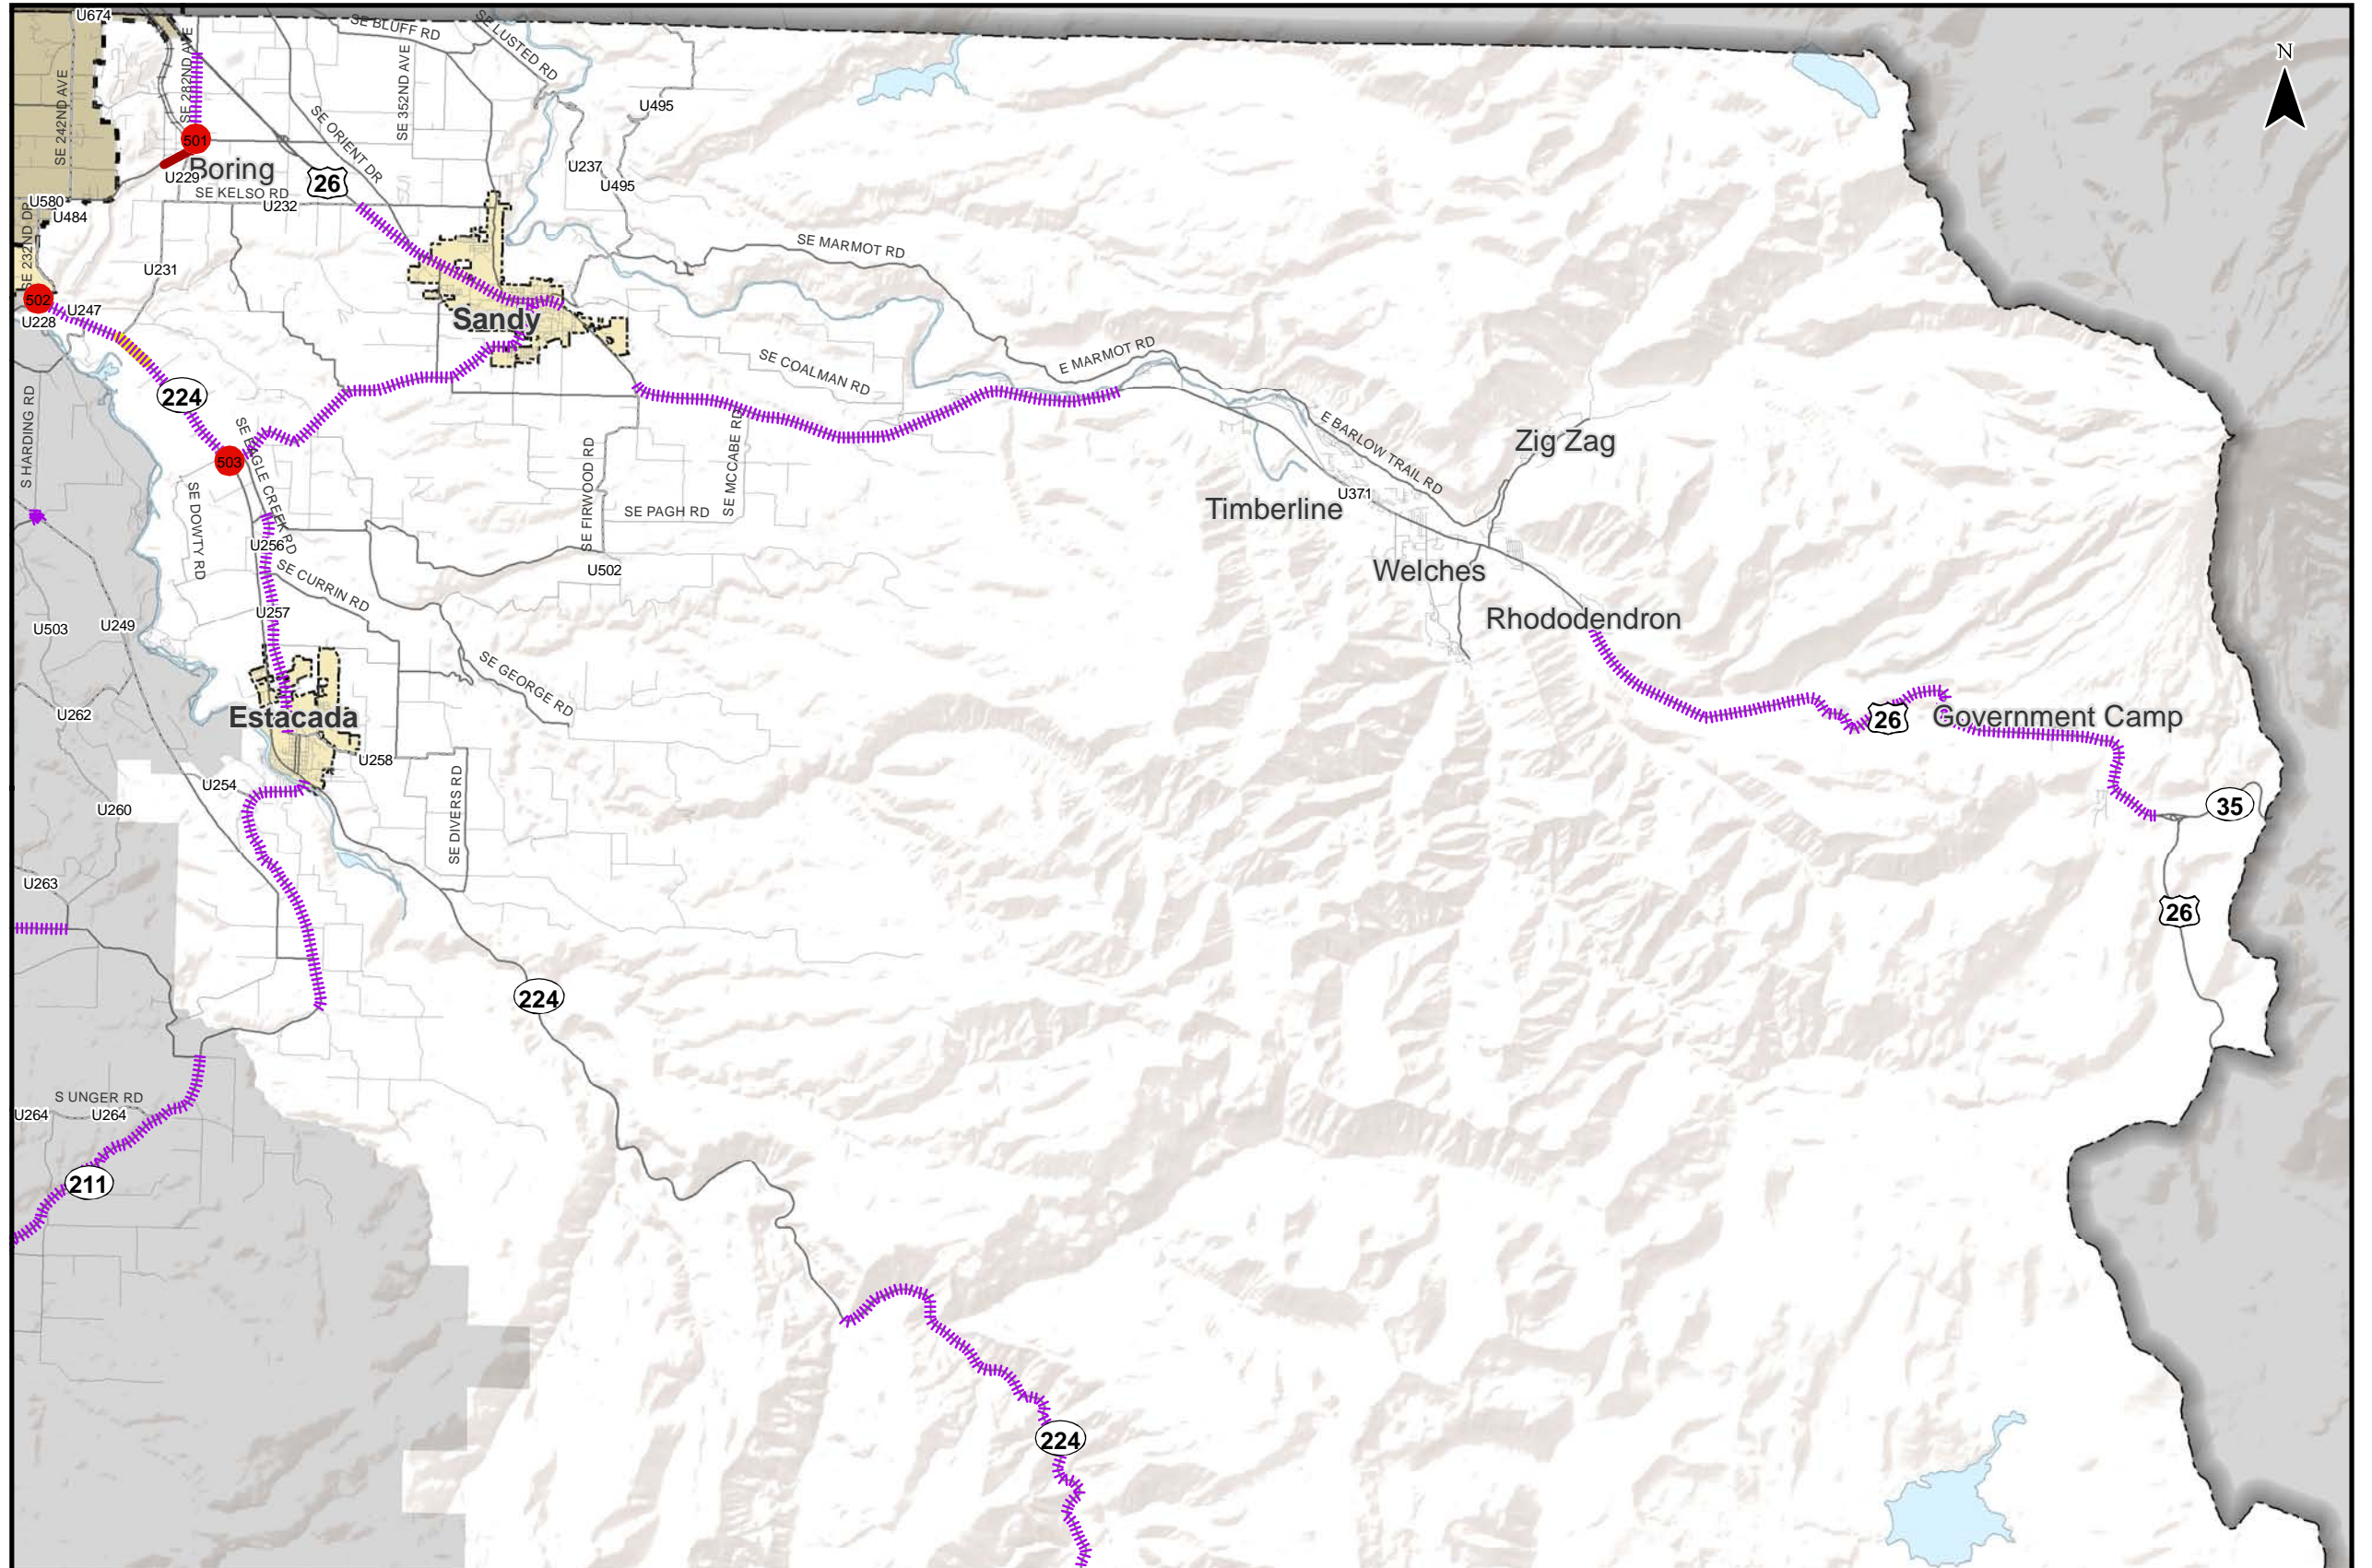 U674
SE BLUFF RD
SE LUSTED RD
N
SE 282ND AVE
SE 352ND AVE
SE 242ND AVE
SE ORIENT DR
U495
501
Boring
U229
26
U237
U495
SE KELSO RD
U232
U580
U484
SE 232ND DR
SE MARMOT RD
U231
502
U247
U228
Sandy
E MARMOT RD
SE COALMAN RD
224
S HARDING RD
SE EAGLE CREEK RD
503
SE FIRWOOD RD
SE MCCABE RD
E BARLOW TRAIL RD
Zig Zag
U371
Timberline
SE PAGH RD
SE DOWTY RD
U256
U502
Welches
SE CURRIN RD
U257
Rhododendron
U503
U249
SE GEORGE RD
U262
Estacada
26
Government Camp
U258
U254
SE DIVERS RD
35
U260
U263
26
224
S UNGER RD
U264
U264
211
224